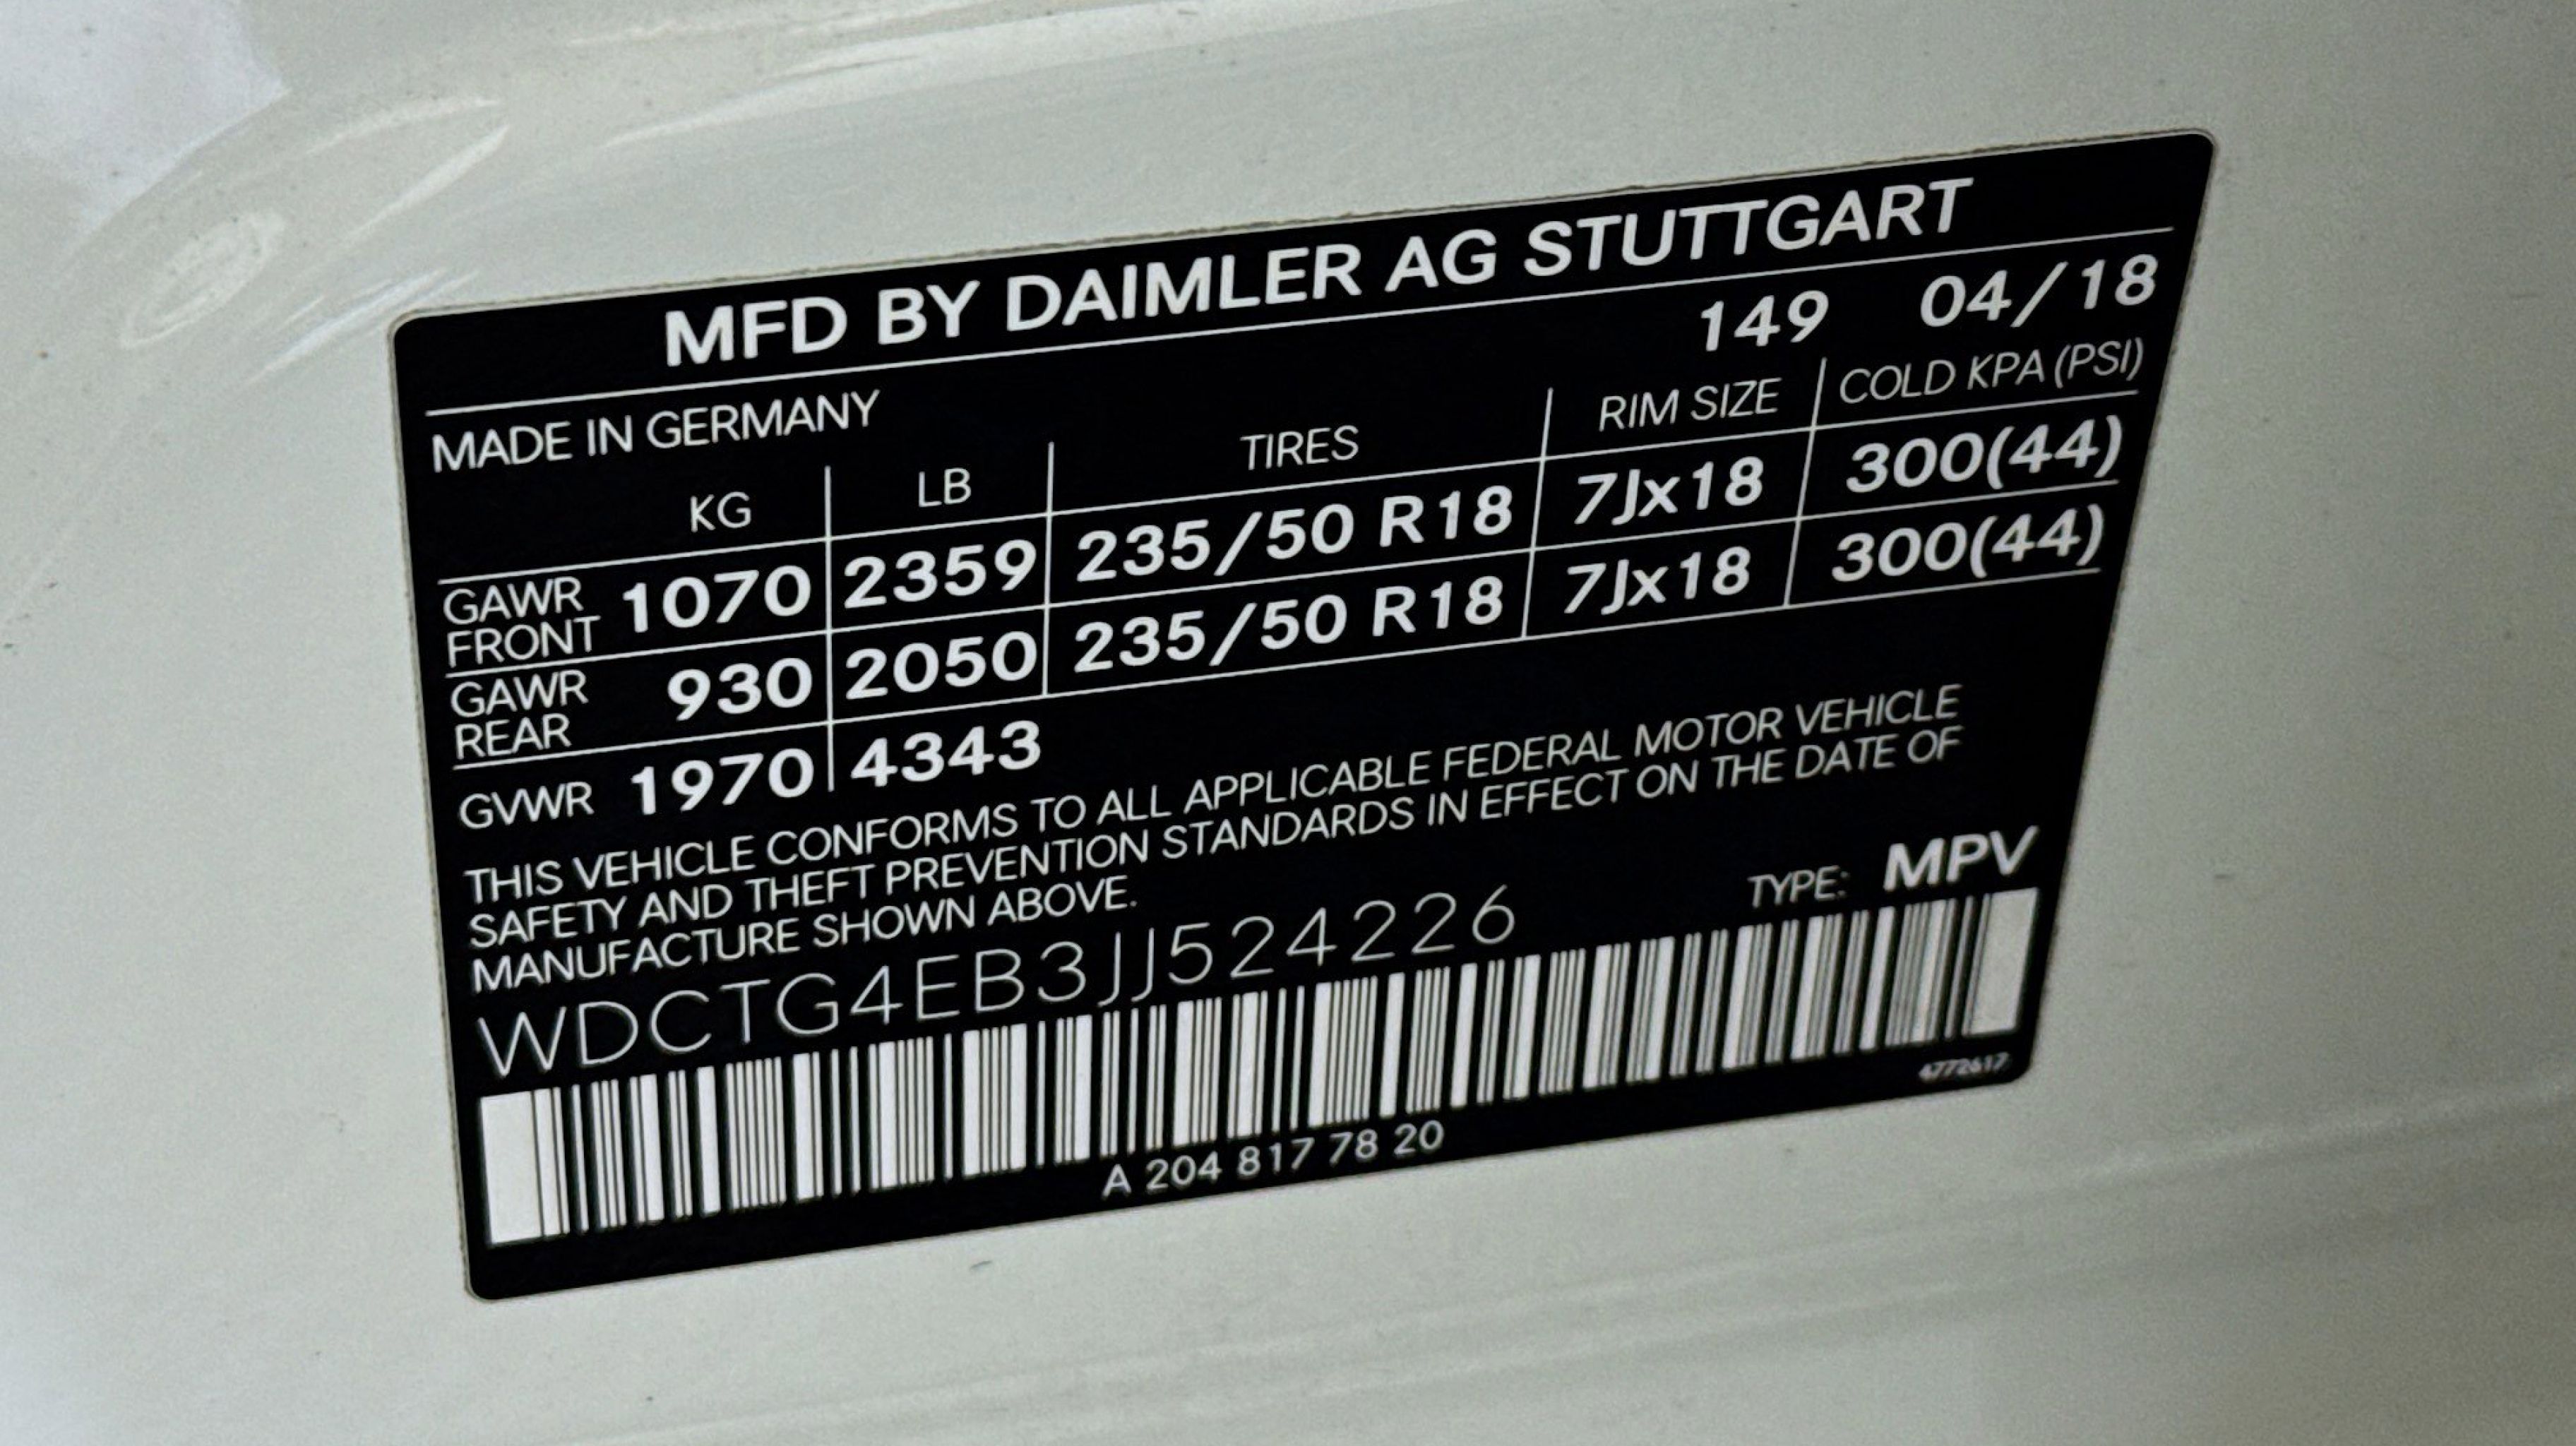 MFD BY DAIMLER AG STUTTGART
149 04/18
MADE IN GERMANY
KG LB TIRES RIM SIZE COLD KPA (PSI)
GAWR FRONT 1070 2359 235/50 R18 7Jx18 300(44)
GAWR REAR 930 2050 235/50 R18 7Jx18 300(44)
GVWR 1970 4343
THIS VEHICLE CONFORMS TO ALL APPLICABLE FEDERAL MOTOR VEHICLE
SAFETY AND THEFT PREVENTION STANDARDS IN EFFECT ON THE DATE OF
MANUFACTURE SHOWN ABOVE.
TYPE: MPV
WDCTG4EB3JJ524226
4772617
A 204 817 78 20